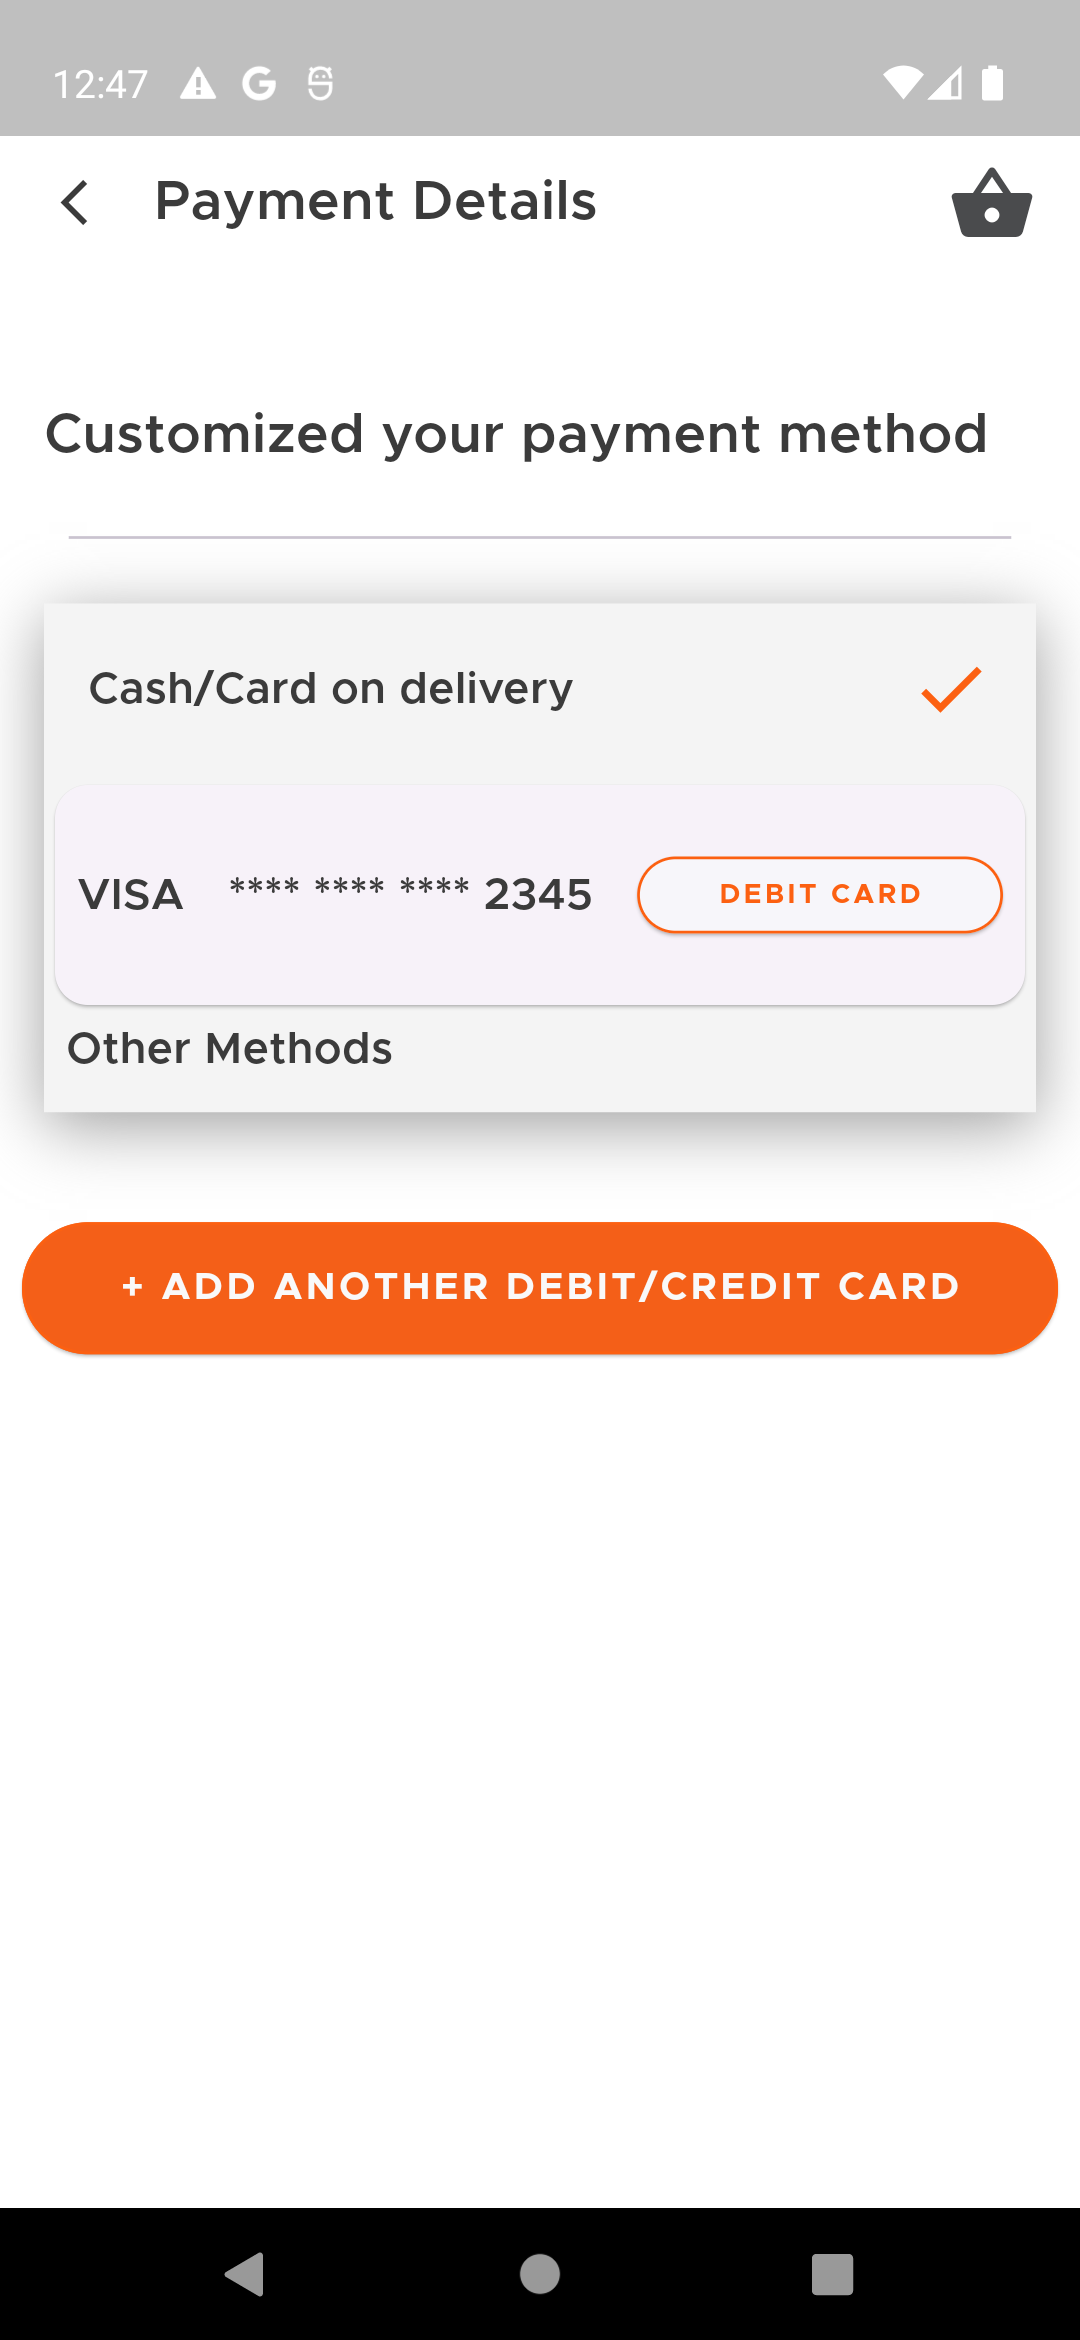 12:47
Payment Details
Customized your payment method
Cash/Card on delivery
VISA **** **** **** 2345 DEBIT CARD
Other Methods
+ ADD ANOTHER DEBIT/CREDIT CARD